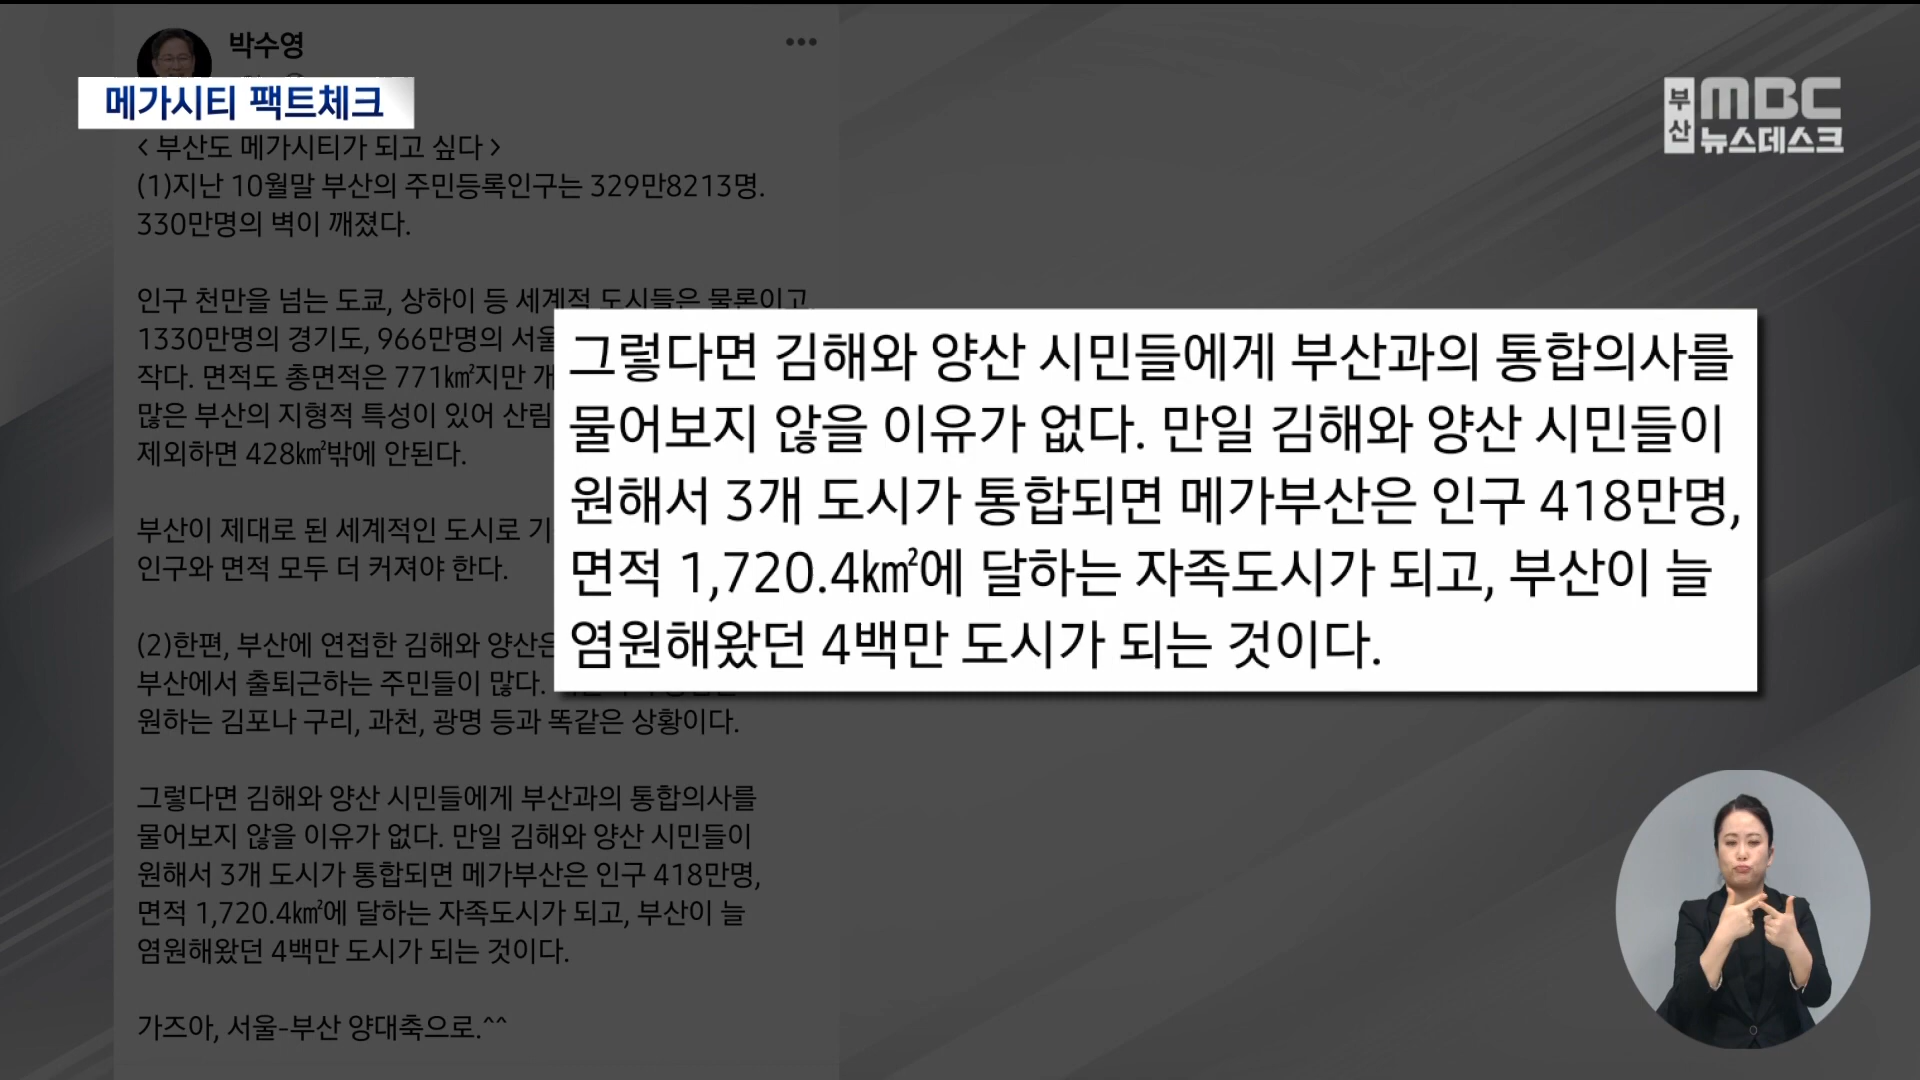 박수영
메가시티 팩트체크
부산
MBC
뉴스데스크
< 부산도 메가시티가 되고 싶다 >
(1)지난 10월말 부산의 주민등록인구는 329만8213명.
330만명의 벽이 깨졌다.
인구 천만을 넘는 도쿄, 상하이 등 세계적 도시들은 물론이고,
1330만명의 경기도, 966만명의 서울
작다. 면적도 총면적은 771㎢지만 개
많은 부산의 지형적 특성이 있어 산림
제외하면 428㎢밖에 안된다.
부산이 제대로 된 세계적인 도시로 기
인구와 면적 모두 더 커져야 한다.
(2)한편, 부산에 연접한 김해와 양산은
부산에서 출퇴근하는 주민들이 많다.
원하는 김포나 구리, 과천, 광명 등과 똑같은 상황이다.
그렇다면 김해와 양산 시민들에게 부산과의 통합의사를
물어보지 않을 이유가 없다. 만일 김해와 양산 시민들이
원해서 3개 도시가 통합되면 메가부산은 인구 418만명,
면적 1,720.4㎢에 달하는 자족도시가 되고, 부산이 늘
염원해왔던 4백만 도시가 되는 것이다.
가즈아, 서울-부산 양대축으로.^^
그렇다면 김해와 양산 시민들에게 부산과의 통합의사를
물어보지 않을 이유가 없다. 만일 김해와 양산 시민들이
원해서 3개 도시가 통합되면 메가부산은 인구 418만명,
면적 1,720.4㎢에 달하는 자족도시가 되고, 부산이 늘
염원해왔던 4백만 도시가 되는 것이다.